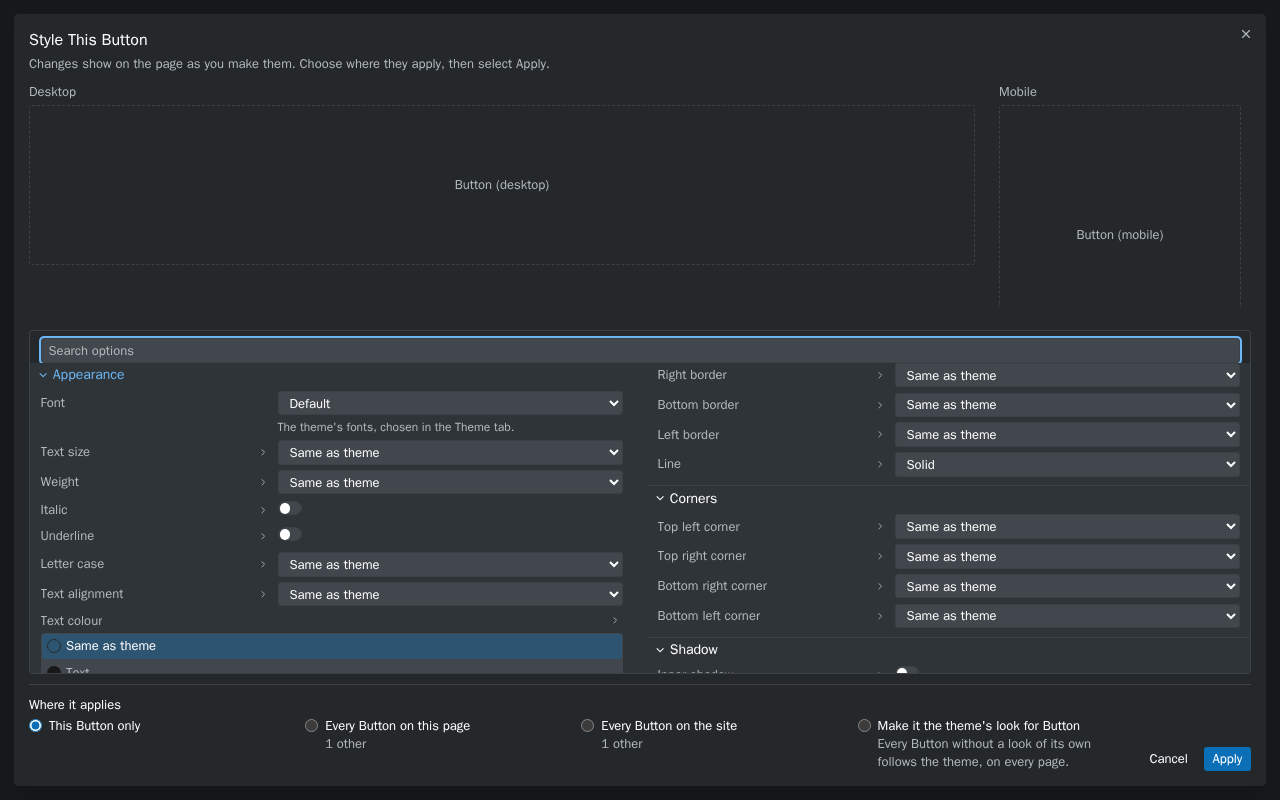 Style This Button
Changes show on the page as you make them. Choose where they apply, then select Apply.
Desktop
Mobile
Button (desktop)
Button (mobile)
Search options
Appearance
Font
Default
The theme's fonts, chosen in the Theme tab.
Text size
Same as theme
Weight
Same as theme
Italic
Underline
Letter case
Same as theme
Text alignment
Same as theme
Text colour
Same as theme
Text
Right border
Same as theme
Bottom border
Same as theme
Left border
Same as theme
Line
Solid
Corners
Top left corner
Same as theme
Top right corner
Same as theme
Bottom right corner
Same as theme
Bottom left corner
Same as theme
Shadow
Inner shadow
Where it applies
This Button only
Every Button on this page
1 other
Every Button on the site
1 other
Make it the theme's look for Button
Every Button without a look of its own
follows the theme, on every page.
Cancel
Apply